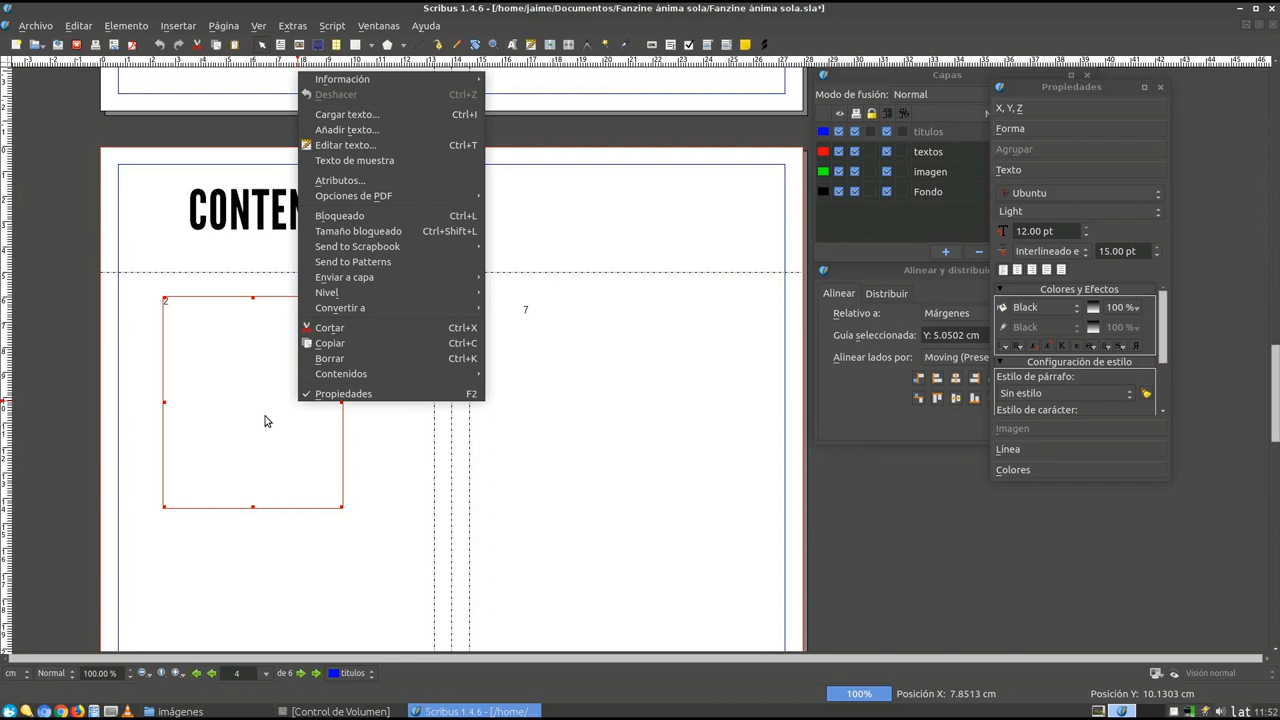 Scribus 1.4.6 - [/home/jaime/Documentos/Fanzine ànima sola/Fanzine ànima sola.sla*]
Archivo Editar Elemento Insertar Página Ver Extras Script Ventanas Ayuda
Capas
Modo de fusión: Normal
titulos
textos
imagen
Fondo
Propiedades
X, Y, Z
Forma
Agrupar
Texto
Ubuntu
Light
12.00 pt
Interlineado e 15.00 pt
Colores y Efectos
Black 100 %
Black 100 %
Configuración de estilo
Estilo de párrafo:
Sin estilo
Estilo de carácter:
Imagen
Línea
Colores
Alinear y distribuir
Alinear Distribuir
Relativo a: Márgenes
Guía seleccionada: Y: 5.0502 cm
Alinear lados por: Moving (Prese
Información
Deshacer Ctrl+Z
Cargar texto... Ctrl+I
Añadir texto...
Editar texto... Ctrl+T
Texto de muestra
Atributos...
Opciones de PDF
Bloqueado Ctrl+L
Tamaño bloqueado Ctrl+Shift+L
Send to Scrapbook
Send to Patterns
Enviar a capa
Nivel
Convertir a
Cortar Ctrl+X
Copiar Ctrl+C
Borrar Ctrl+K
Contenidos
Propiedades F2
CONTEN
2
7
cm Normal 100.00 % 4 de 6 titulos Visión normal
100% Posición X: 7.8513 cm Posición Y: 10.1303 cm
imágenes [Control de Volumen] Scribus 1.4.6 - [/home/... lat 11:52